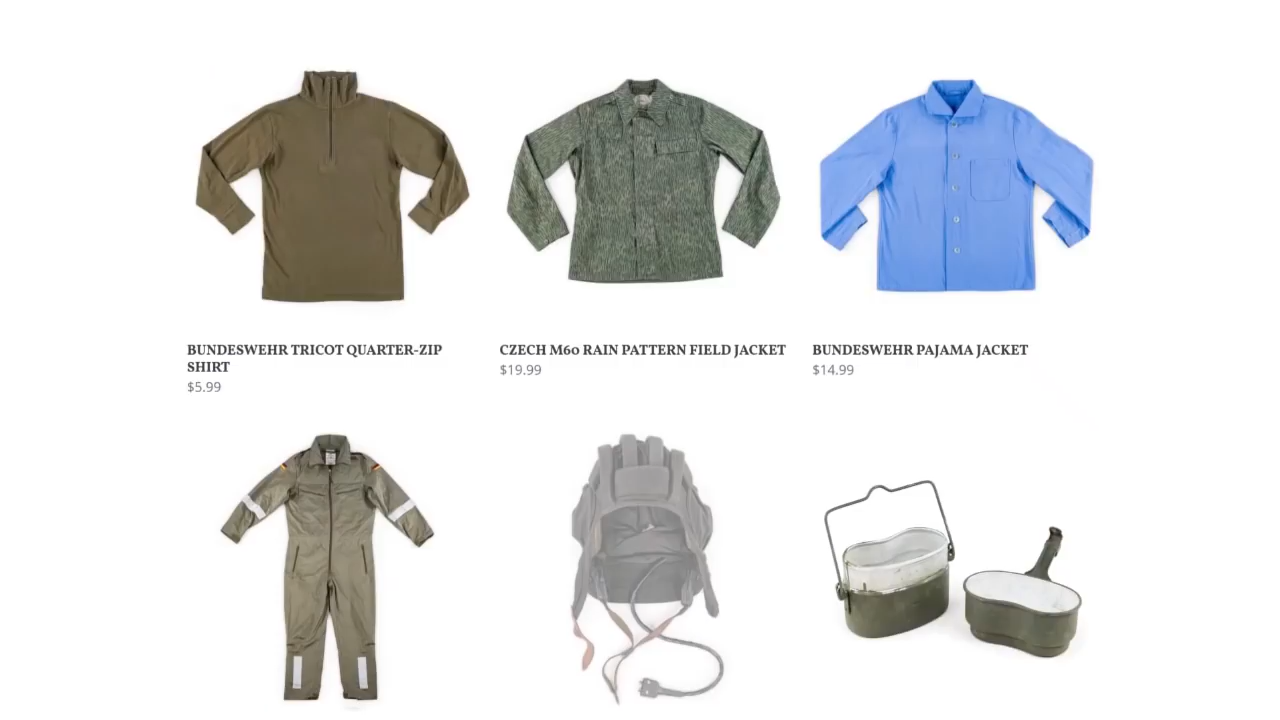 BUNDESWEHR TRICOT QUARTER-ZIP
SHIRT
$5.99
CZECH M60 RAIN PATTERN FIELD JACKET
$19.99
BUNDESWEHR PAJAMA JACKET
$14.99